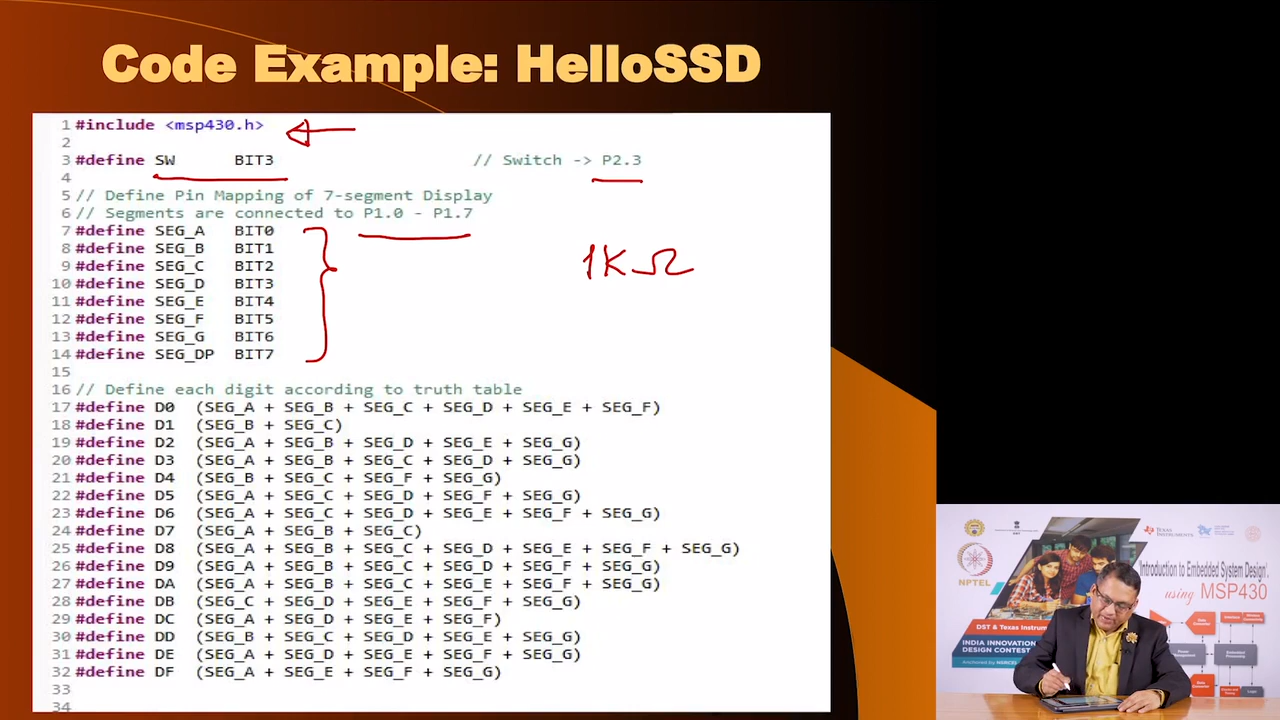 Code Example: HelloSSD
1 #include <msp430.h>
2
3 #define SW BIT3 // Switch -> P2.3
4
5 // Define Pin Mapping of 7-segment Display
6 // Segments are connected to P1.0 - P1.7
7 #define SEG_A BIT0
8 #define SEG_B BIT1
9 #define SEG_C BIT2
10 #define SEG_D BIT3
11 #define SEG_E BIT4
12 #define SEG_F BIT5
13 #define SEG_G BIT6
14 #define SEG_DP BIT7
1KΩ
15
16 // Define each digit according to truth table
17 #define D0 (SEG_A + SEG_B + SEG_C + SEG_D + SEG_E + SEG_F)
18 #define D1 (SEG_B + SEG_C)
19 #define D2 (SEG_A + SEG_B + SEG_D + SEG_E + SEG_G)
20 #define D3 (SEG_A + SEG_B + SEG_C + SEG_D + SEG_G)
21 #define D4 (SEG_B + SEG_C + SEG_F + SEG_G)
22 #define D5 (SEG_A + SEG_C + SEG_D + SEG_F + SEG_G)
23 #define D6 (SEG_A + SEG_C + SEG_D + SEG_E + SEG_F + SEG_G)
24 #define D7 (SEG_A + SEG_B + SEG_C)
25 #define D8 (SEG_A + SEG_B + SEG_C + SEG_D + SEG_E + SEG_F + SEG_G)
26 #define D9 (SEG_A + SEG_B + SEG_C + SEG_D + SEG_F + SEG_G)
27 #define DA (SEG_A + SEG_B + SEG_C + SEG_E + SEG_F + SEG_G)
28 #define DB (SEG_C + SEG_D + SEG_E + SEG_F + SEG_G)
29 #define DC (SEG_A + SEG_D + SEG_E + SEG_F)
30 #define DD (SEG_B + SEG_C + SEG_D + SEG_E + SEG_G)
31 #define DE (SEG_A + SEG_D + SEG_E + SEG_F + SEG_G)
32 #define DF (SEG_A + SEG_E + SEG_F + SEG_G)
33
34
NPTEL
TEXAS INSTRUMENTS
'Introduction to Embedded System Design'
using MSP430
DST & Texas Instrum
INDIA INNOVATION
DESIGN CONTEST